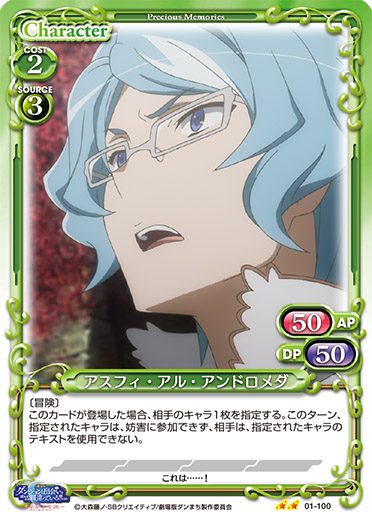 Precious Memories
Character
COST
2
SOURCE
3
50 AP
DP 50
アスフィ・アル・アンドロメダ
[冒険]
このカードが登場した場合、相手のキャラ1枚を指定する。このターン、
指定されたキャラは、妨害に参加できず、相手は、指定されたキャラの
テキストを使用できない。
これは……！
©大森藤ノ・SBクリエイティブ/劇場版ダンまち製作委員会
01-100